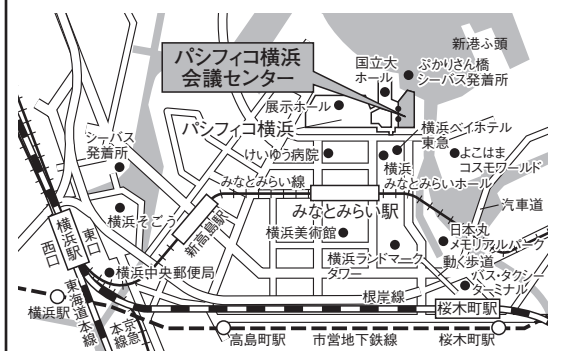 新港ふ頭
パシフィコ横浜
会議センター
国立大
ホール
ぷかりさん橋
シーバス発着所
展示ホール
パシフィコ横浜
シーバス
発着所
けいゆう病院
横浜ベイホテル
東急
横浜
みなとみらいホール
よこはま
コスモワールド
みなとみらい線
みなとみらい駅
汽車道
横浜そごう
新高島駅
横浜美術館
日本丸
メモリアルパーク
横浜駅
西口
東口
横浜ランドマーク
タワー
動く歩道
バス・タクシー
ターミナル
横浜中央郵便局
根岸線
桜木町駅
横浜駅
東海道本線
京急本線
高島町駅
市営地下鉄線
桜木町駅